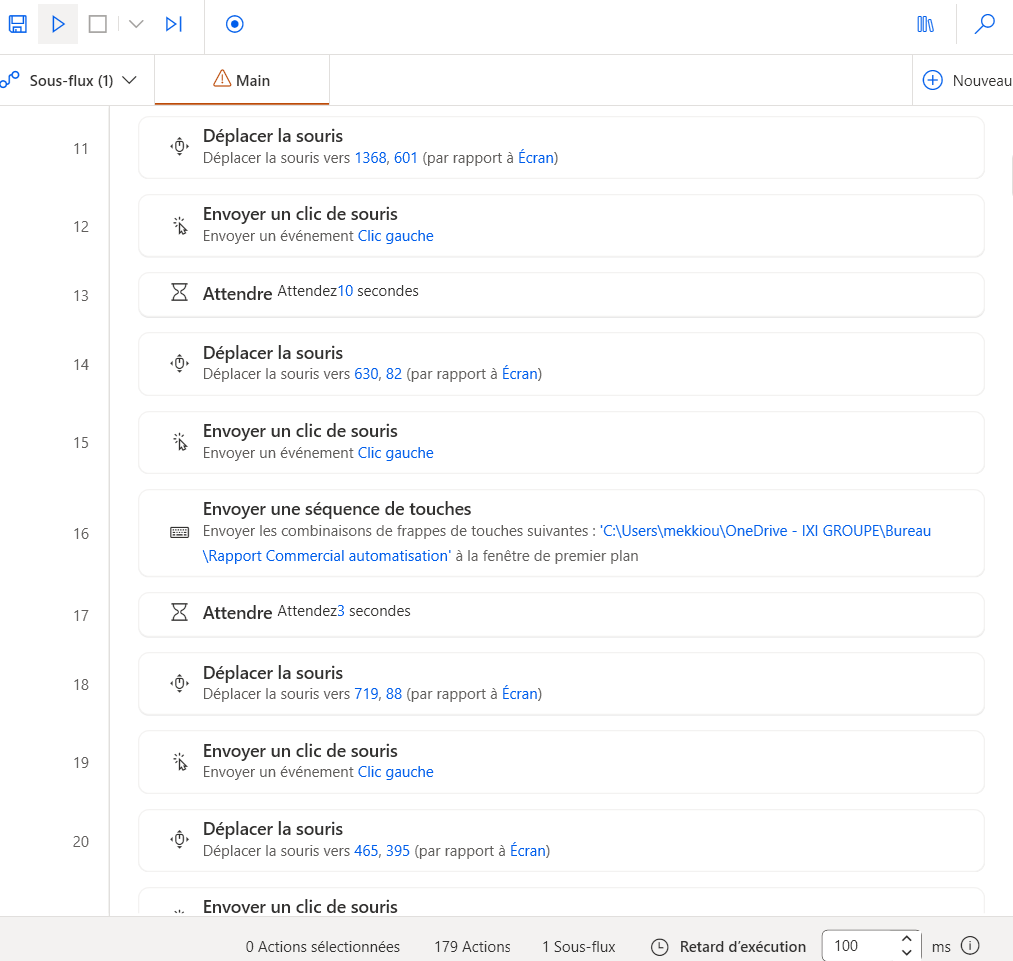 Sous-flux (1)
Main
Nouveau
11
Déplacer la souris
Déplacer la souris vers 1368, 601 (par rapport à Écran)
12
Envoyer un clic de souris
Envoyer un événement Clic gauche
13
Attendre Attendez10 secondes
14
Déplacer la souris
Déplacer la souris vers 630, 82 (par rapport à Écran)
15
Envoyer un clic de souris
Envoyer un événement Clic gauche
16
Envoyer une séquence de touches
Envoyer les combinaisons de frappes de touches suivantes : 'C:\Users\mekkiou\OneDrive - IXI GROUPE\Bureau
\Rapport Commercial automatisation' à la fenêtre de premier plan
17
Attendre Attendez3 secondes
18
Déplacer la souris
Déplacer la souris vers 719, 88 (par rapport à Écran)
19
Envoyer un clic de souris
Envoyer un événement Clic gauche
20
Déplacer la souris
Déplacer la souris vers 465, 395 (par rapport à Écran)
Envoyer un clic de souris
0 Actions sélectionnées 179 Actions 1 Sous-flux Retard d'exécution 100 ms